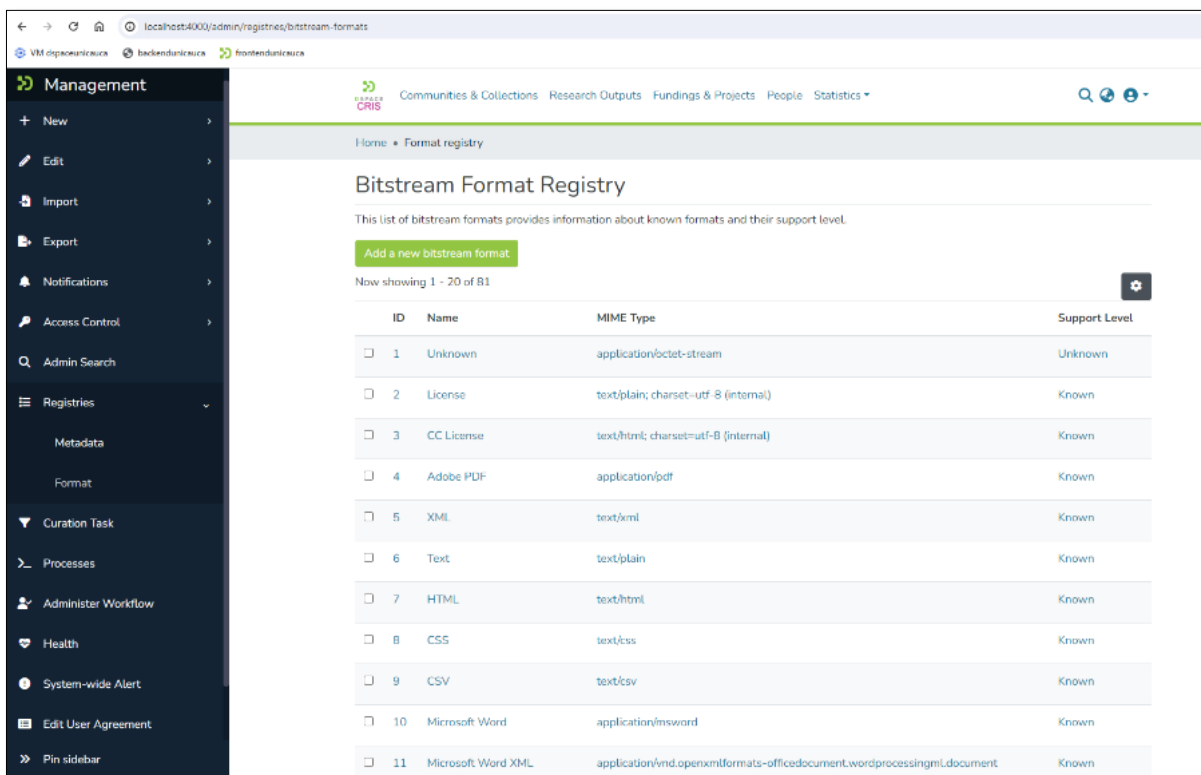 localhost:4000/admin/registries/bitstream-formats
VM dspaceunicauca backendunicauca frontendunicauca
Management
New
Edit
Import
Export
Notifications
Access Control
Admin Search
Registries
Metadata
Format
Curation Task
Processes
Administer Workflow
Health
System-wide Alert
Edit User Agreement
Pin sidebar
DSPACE
CRIS
Communities & Collections Research Outputs Fundings & Projects People Statistics
Home • Format registry
Bitstream Format Registry
This list of bitstream formats provides information about known formats and their support level.
Add a new bitstream format
Now showing 1 - 20 of 81
ID Name MIME Type Support Level
1 Unknown application/octet-stream Unknown
2 License text/plain; charset=utf-8 (internal) Known
3 CC License text/html; charset=utf-8 (internal) Known
4 Adobe PDF application/pdf Known
5 XML text/xml Known
6 Text text/plain Known
7 HTML text/html Known
8 CSS text/css Known
9 CSV text/csv Known
10 Microsoft Word application/msword Known
11 Microsoft Word XML application/vnd.openxmlformats-officedocument.wordprocessingml.document Known